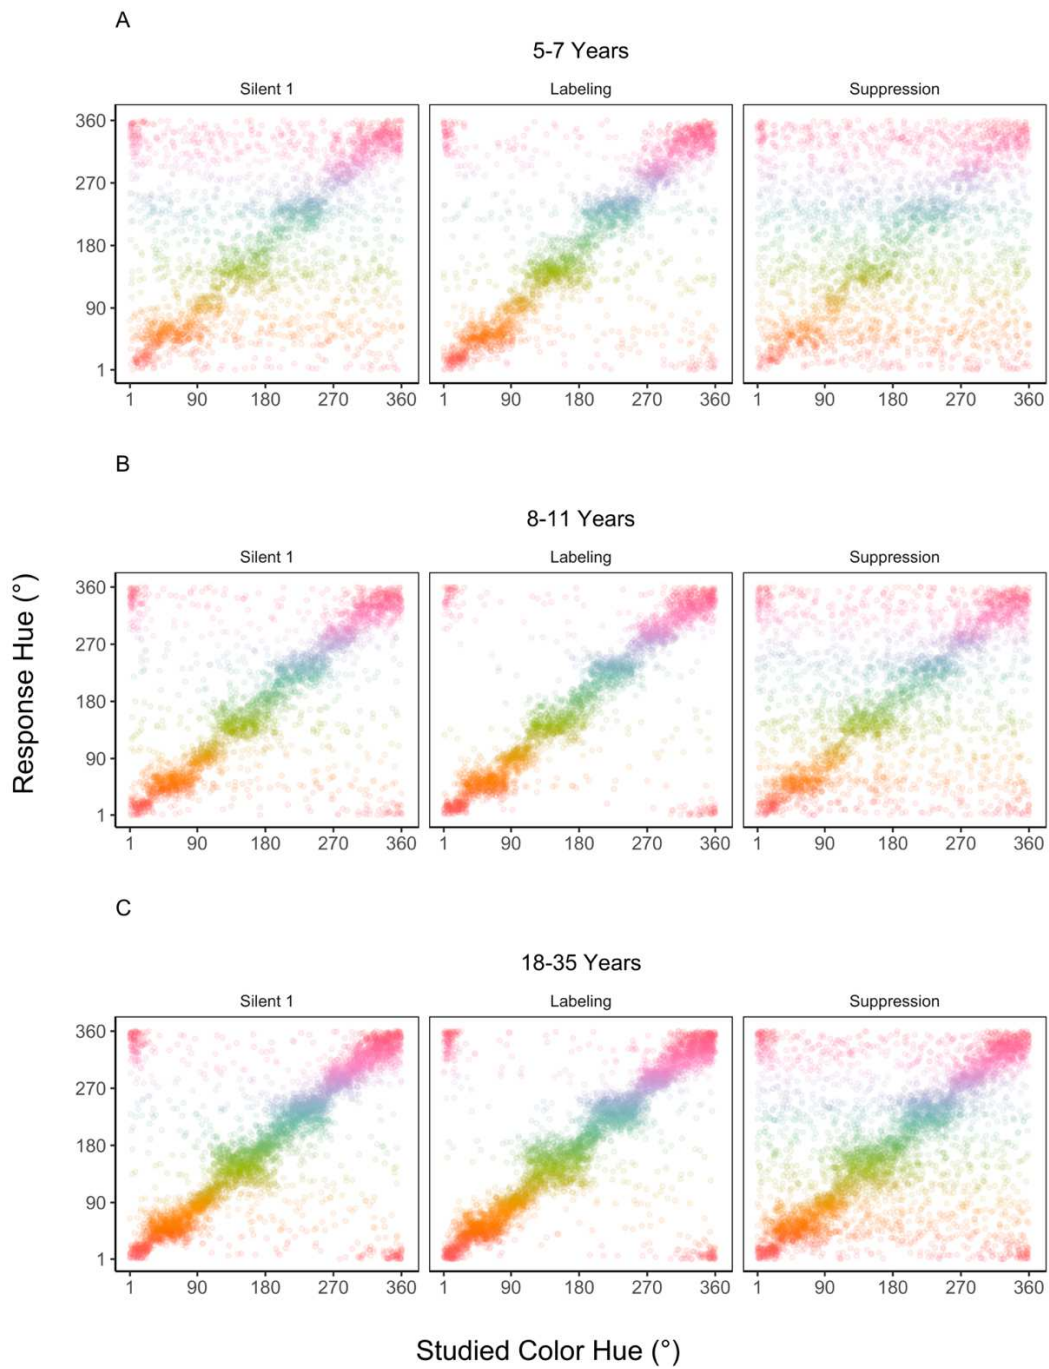 A
5-7 Years
Silent 1
Labeling
Suppression
360
270
180
90
1
1 90 180 270 360
1 90 180 270 360
1 90 180 270 360
B
8-11 Years
Silent 1
Labeling
Suppression
360
270
180
90
1
1 90 180 270 360
1 90 180 270 360
1 90 180 270 360
Response Hue (°)
C
18-35 Years
Silent 1
Labeling
Suppression
360
270
180
90
1
1 90 180 270 360
1 90 180 270 360
1 90 180 270 360
Studied Color Hue (°)